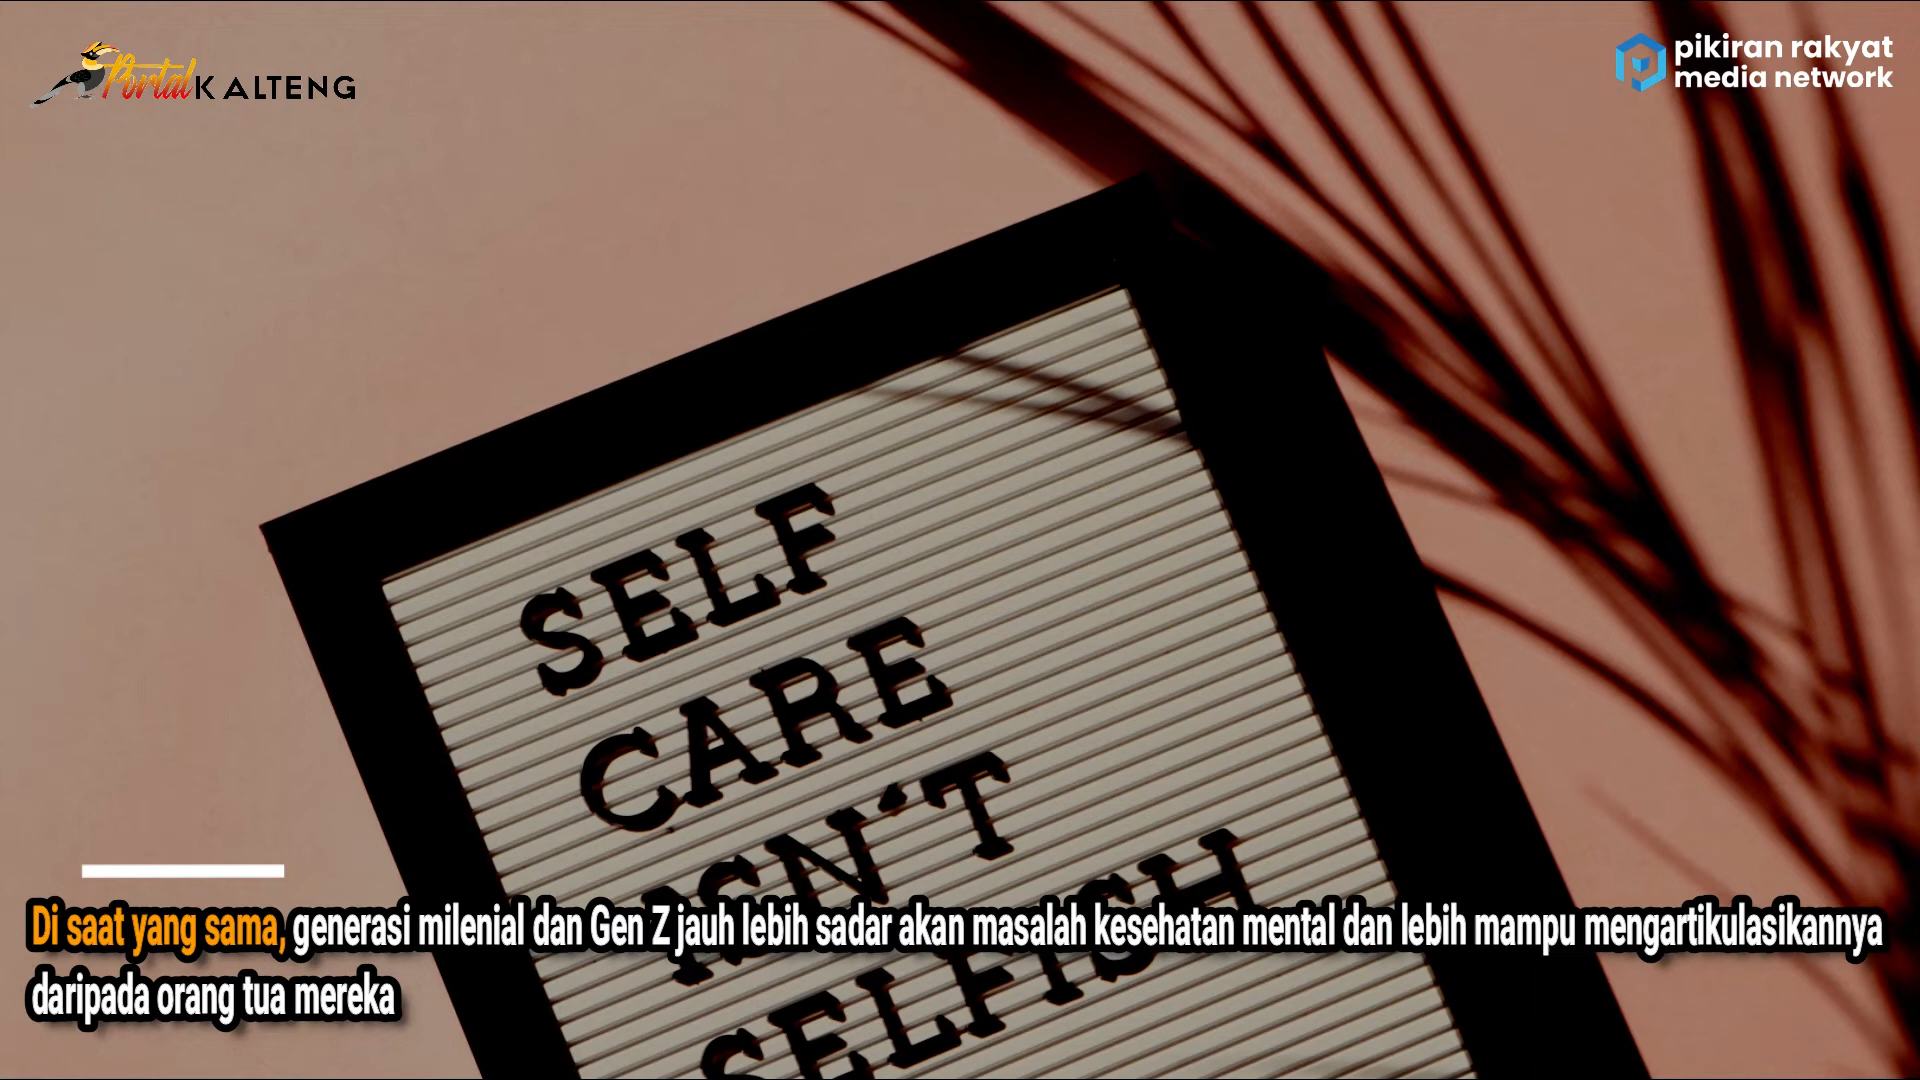 Portal KALTENG
pikiran rakyat
media network
SELF
CARE
ISN'T
SELFISH
Di saat yang sama, generasi milenial dan Gen Z jauh lebih sadar akan masalah kesehatan mental dan lebih mampu mengartikulasikannya
daripada orang tua mereka